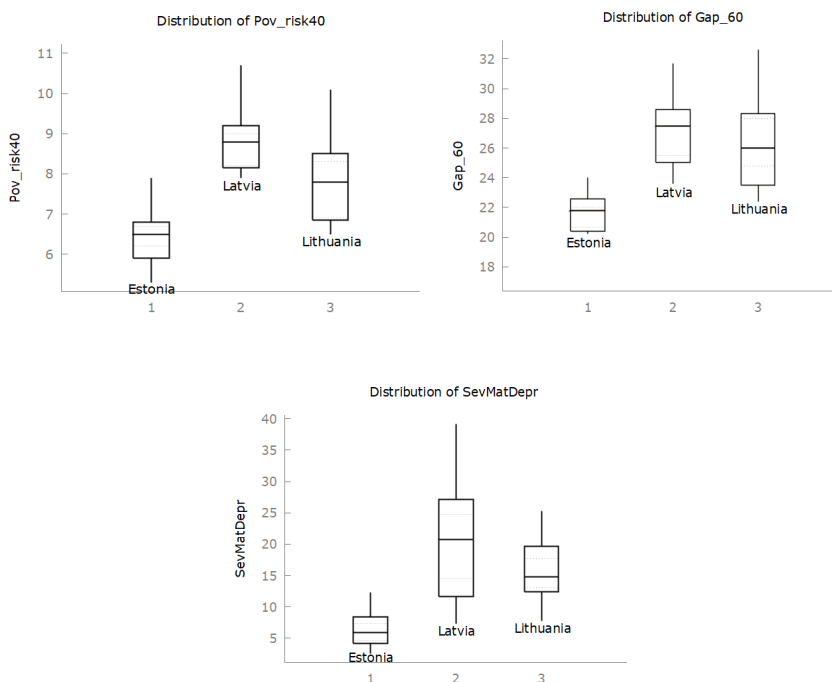 Distribution of Pov_risk40
Pov_risk40
11
10
9
8
7
6
Estonia
Latvia
Lithuania
1 2 3
Distribution of Gap_60
Gap_60
32
30
28
26
24
22
20
18
Estonia
Latvia
Lithuania
1 2 3
Distribution of SevMatDepr
SevMatDepr
40
35
30
25
20
15
10
5
Estonia
Latvia
Lithuania
1 2 3